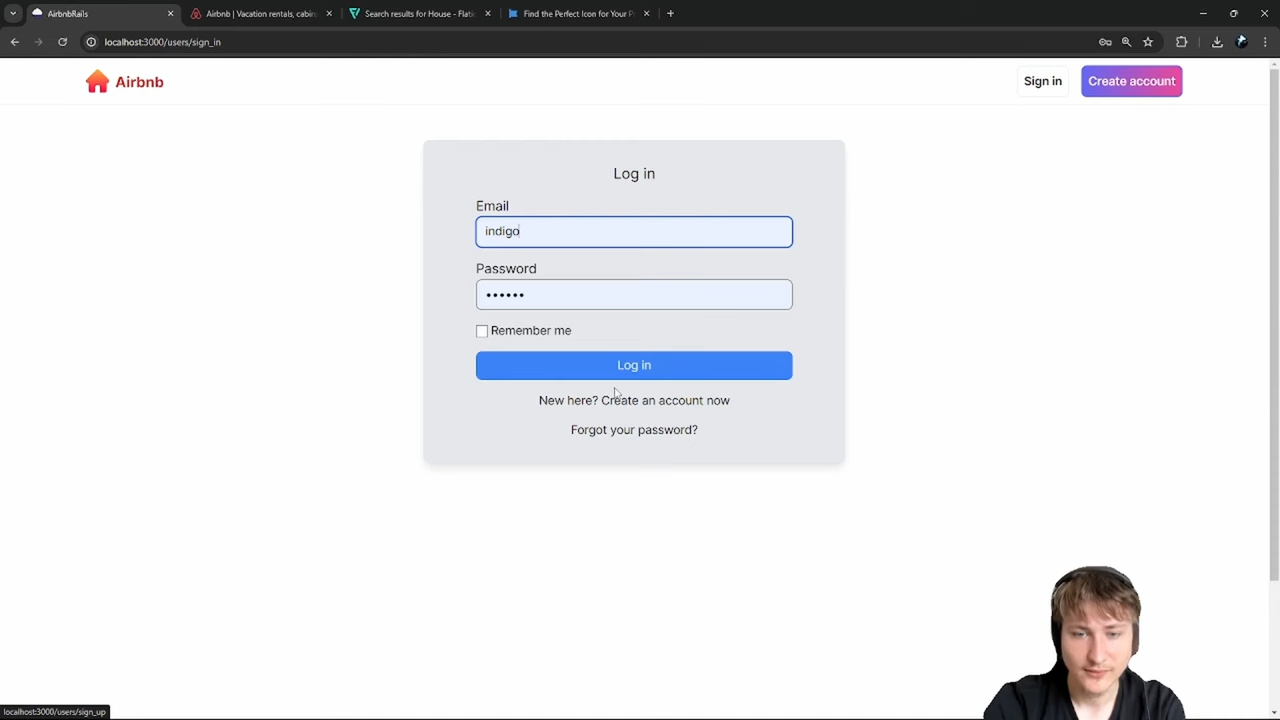 AirbnbRails
Airbnb | Vacation rentals, cabins
Search results for House - Flati
Find the Perfect Icon for Your P
localhost:3000/users/sign_in
Airbnb
Sign in
Create account
Log in
Email
indigo
Password
••••••
Remember me
Log in
New here? Create an account now
Forgot your password?
localhost:3000/users/sign_up